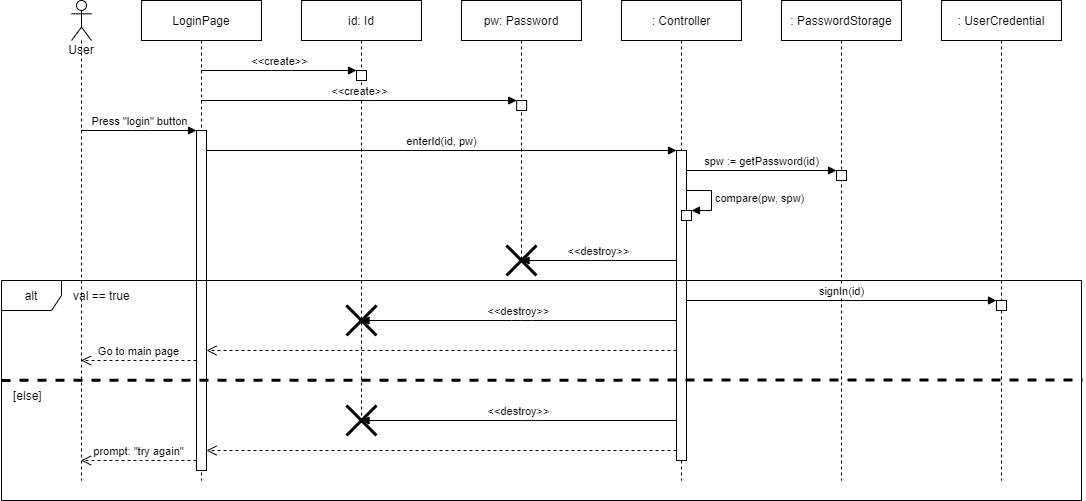 User
LoginPage
id: Id
pw: Password
: Controller
: PasswordStorage
: UserCredential
<<create>>
<<create>>
Press "login" button
enterId(id, pw)
spw := getPassword(id)
compare(pw, spw)
<<destroy>>
alt
val == true
signIn(id)
<<destroy>>
Go to main page
[else]
<<destroy>>
prompt: "try again"